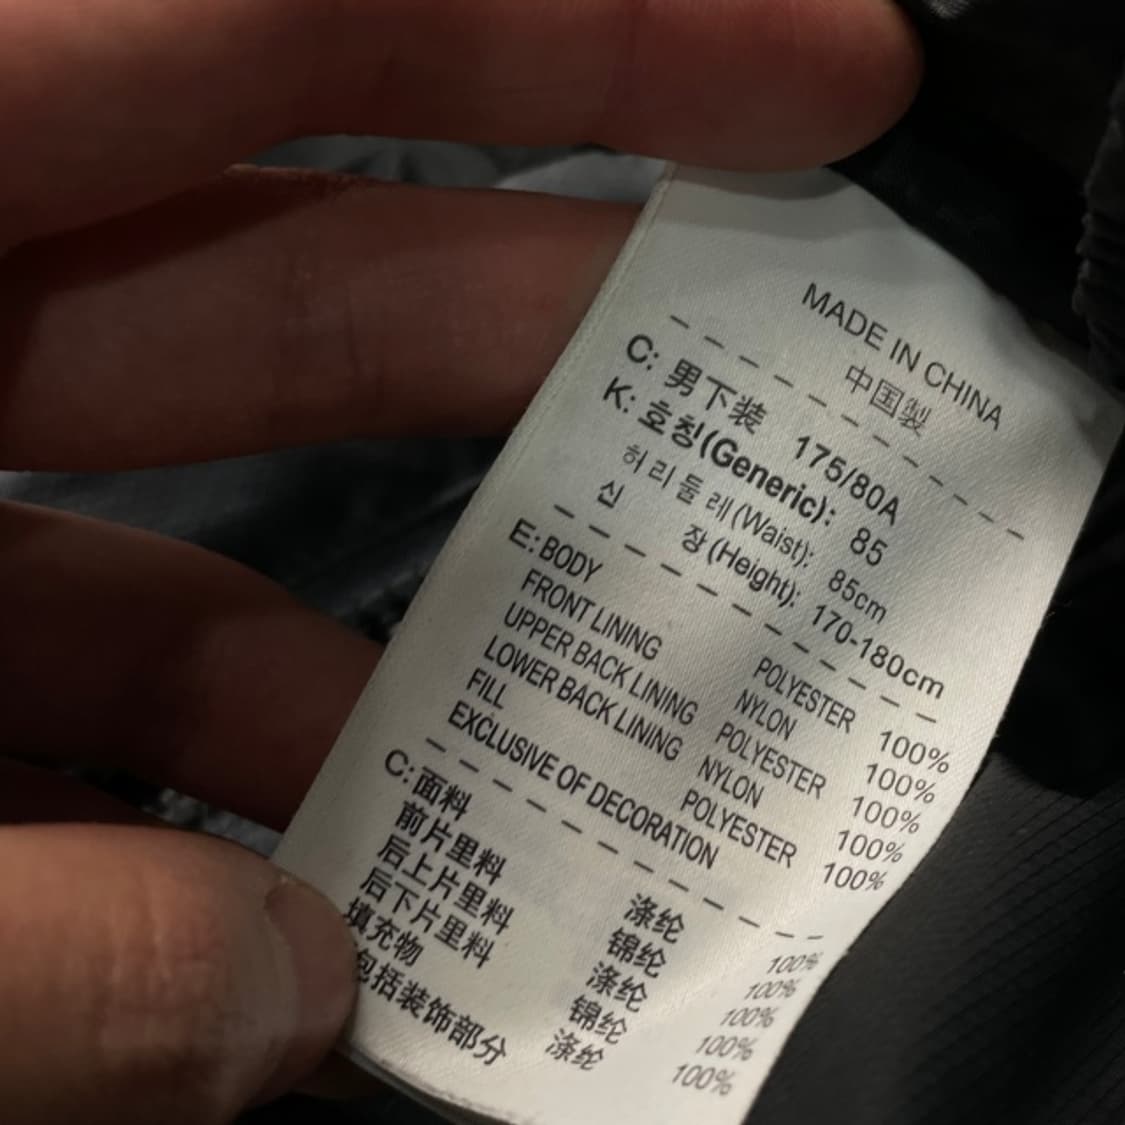 MADE IN CHINA
中国製
C: 男下装 175/80A
K: 호칭(Generic): 85
허리둘레(Waist): 85cm
신 장(Height): 170-180cm
E: BODY POLYESTER 100%
FRONT LINING NYLON 100%
UPPER BACK LINING POLYESTER 100%
LOWER BACK LINING NYLON 100%
FILL POLYESTER 100%
EXCLUSIVE OF DECORATION
C: 面料 涤纶 100%
前片里料 锦纶 100%
后上片里料 涤纶 100%
后下片里料 锦纶 100%
填充物 涤纶 100%
包括装饰部分